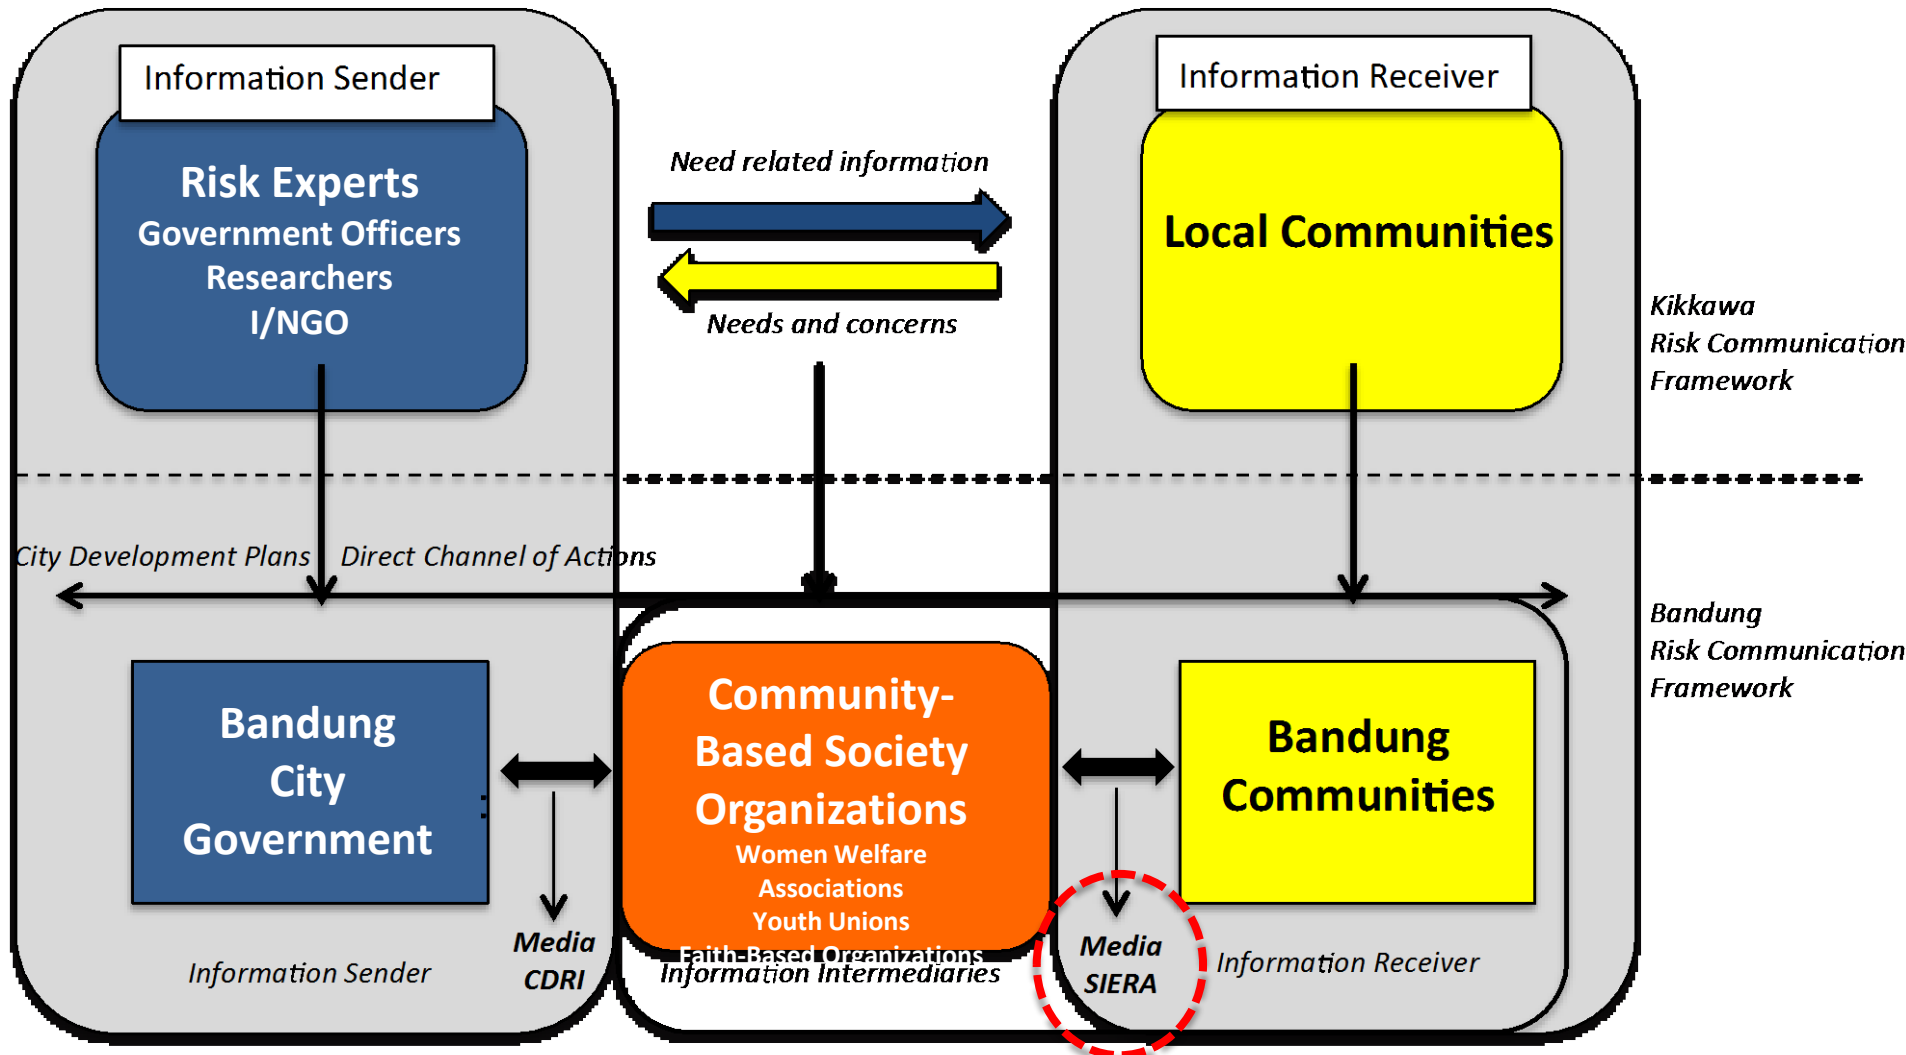 Information Sender
Risk Experts
Government Officers
Researchers
I/NGO
Need related information
Needs and concerns
Information Receiver
Local Communities
Kikkawa
Risk Communication
Framework
City Development Plans
Direct Channel of Actions
Bandung
Risk Communication
Framework
Bandung
City
Government
:
Community-
Based Society
Organizations
Women Welfare
Associations
Youth Unions
Faith-Based Organizations
Bandung
Communities
Media
CDRI
Media
SIERA
Information Sender
Information Intermediaries
Information Receiver